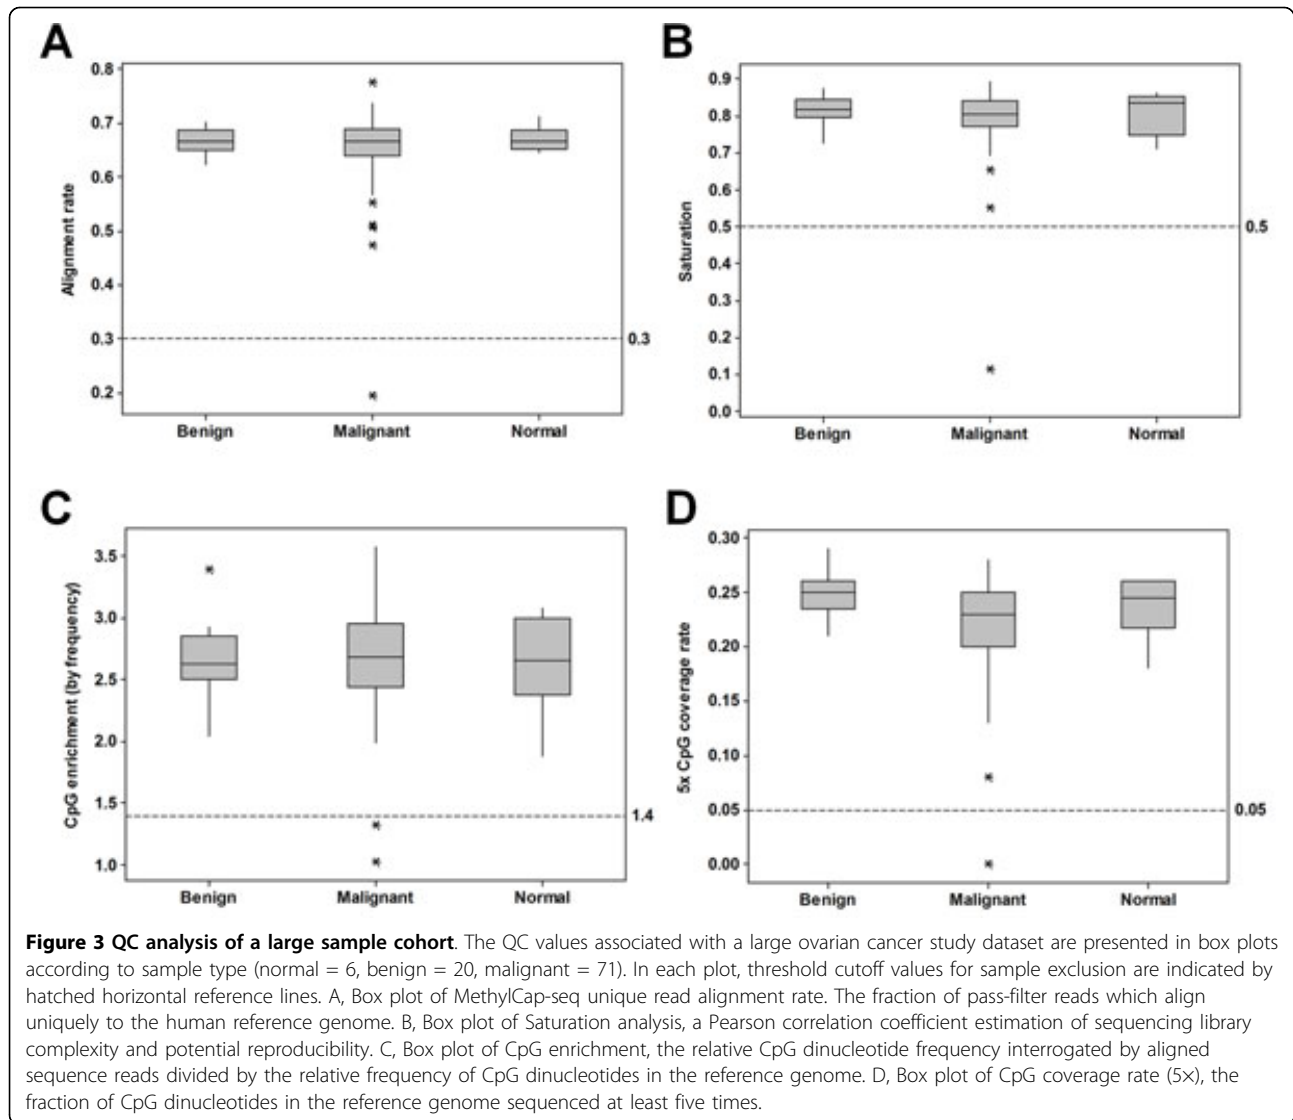 A
0.8
0.7
0.6
0.5
0.4
0.3
0.2
Alignment rate
0.3
Benign
Malignant
Normal
B
0.9
0.8
0.7
0.6
0.5
0.4
0.3
0.2
0.1
0.0
Saturation
0.5
Benign
Malignant
Normal
C
3.5
3.0
2.5
2.0
1.5
1.0
CpG enrichment (by frequency)
1.4
Benign
Malignant
Normal
D
0.30
0.25
0.20
0.15
0.10
0.05
0.00
5x CpG coverage rate
0.05
Benign
Malignant
Normal
Figure 3 QC analysis of a large sample cohort. The QC values associated with a large ovarian cancer study dataset are presented in box plots
according to sample type (normal = 6, benign = 20, malignant = 71). In each plot, threshold cutoff values for sample exclusion are indicated by
hatched horizontal reference lines. A, Box plot of MethylCap-seq unique read alignment rate. The fraction of pass-filter reads which align
uniquely to the human reference genome. B, Box plot of Saturation analysis, a Pearson correlation coefficient estimation of sequencing library
complexity and potential reproducibility. C, Box plot of CpG enrichment, the relative CpG dinucleotide frequency interrogated by aligned
sequence reads divided by the relative frequency of CpG dinucleotides in the reference genome. D, Box plot of CpG coverage rate (5×), the
fraction of CpG dinucleotides in the reference genome sequenced at least five times.